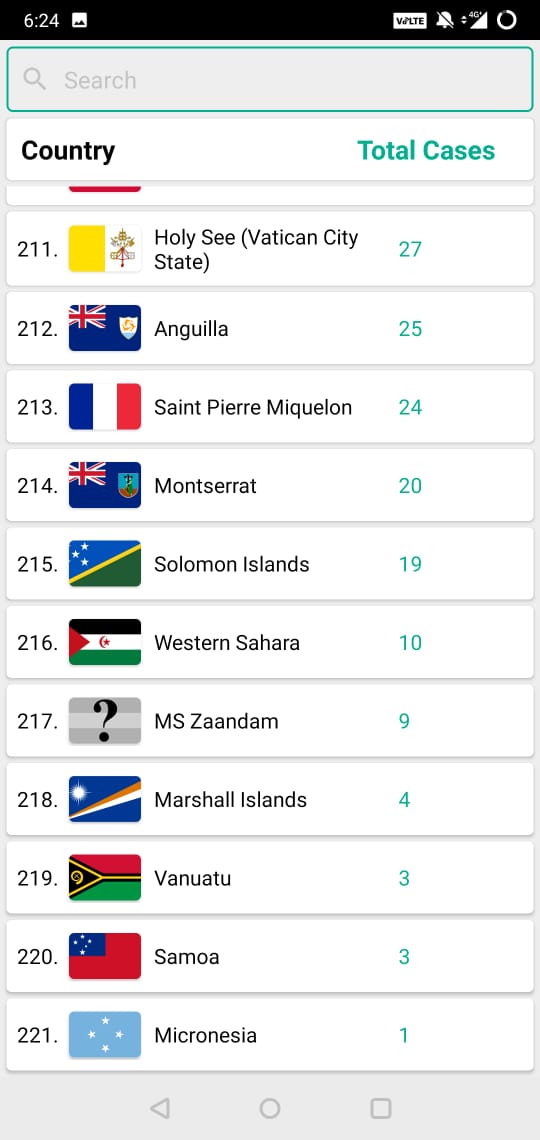 6:24 VoLTE 4G+
Search
Country Total Cases
211. Holy See (Vatican City
State) 27
212. Anguilla 25
213. Saint Pierre Miquelon 24
214. Montserrat 20
215. Solomon Islands 19
216. Western Sahara 10
217. ? MS Zaandam 9
218. Marshall Islands 4
219. Vanuatu 3
220. Samoa 3
221. Micronesia 1